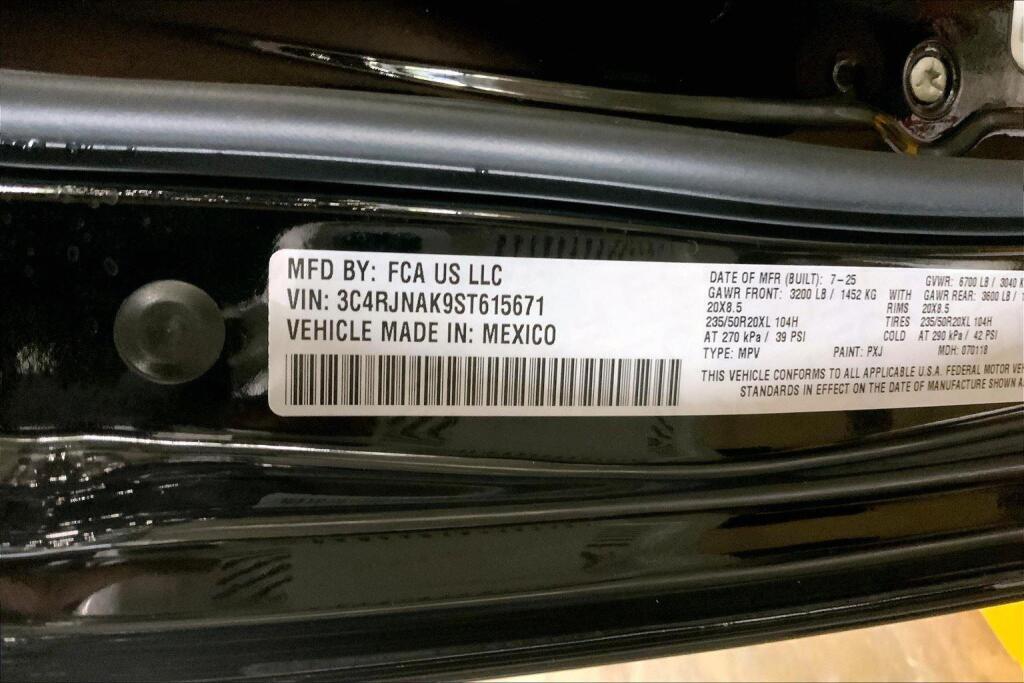 MFD BY: FCA US LLC
VIN: 3C4RJNAK9ST615671
VEHICLE MADE IN: MEXICO
DATE OF MFR (BUILT): 7-25 GVWR: 6700 LB / 3040
GAWR FRONT: 3200 LB / 1452 KG WITH GAWR REAR: 3600 LB /
20X8.5 RIMS 20X8.5
235/50R20XL 104H TIRES 235/50R20XL 104H
AT 270 kPa / 39 PSI COLD AT 290 kPa / 42 PSI
TYPE: MPV PAINT: PXJ MDH: 070118
THIS VEHICLE CONFORMS TO ALL APPLICABLE U.S.A. FEDERAL MOTOR
STANDARDS IN EFFECT ON THE DATE OF MANUFACTURE SHOWN